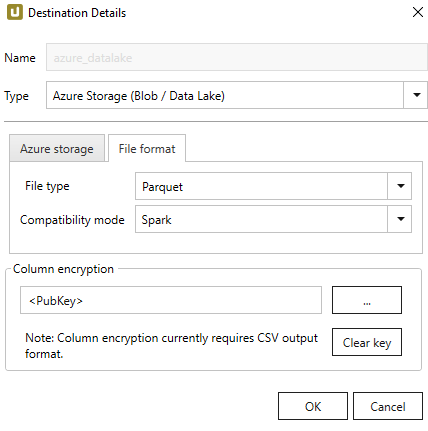 Destination Details
Name azure_datalake
Type Azure Storage (Blob / Data Lake)
Azure storage File format
File type Parquet
Compatibility mode Spark
Column encryption
<PubKey> ...
Note: Column encryption currently requires CSV output
format.
Clear key
OK Cancel